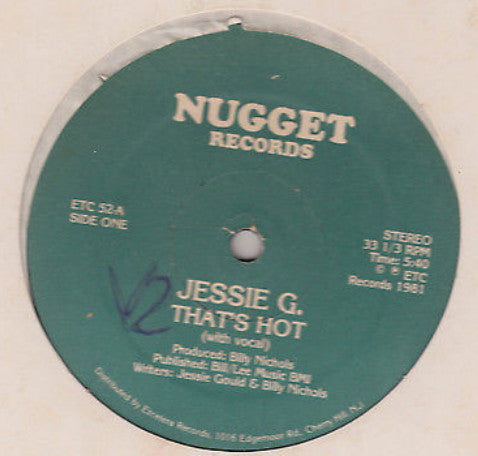 NUGGET
RECORDS
ETC 52-A
SIDE ONE
STEREO
33 1/3 RPM
Time: 5:40
© ℗ ETC
Records 1981
V2
JESSIE G.
THAT'S HOT
(with vocal)
Produced: Billy Nichols
Published: Bill/Lee Music BMI
Writers: Jessie Gould & Billy Nichols
Distributed by Etcetera Records, 1016 Edgemoor Rd., Cherry Hill, N.J.